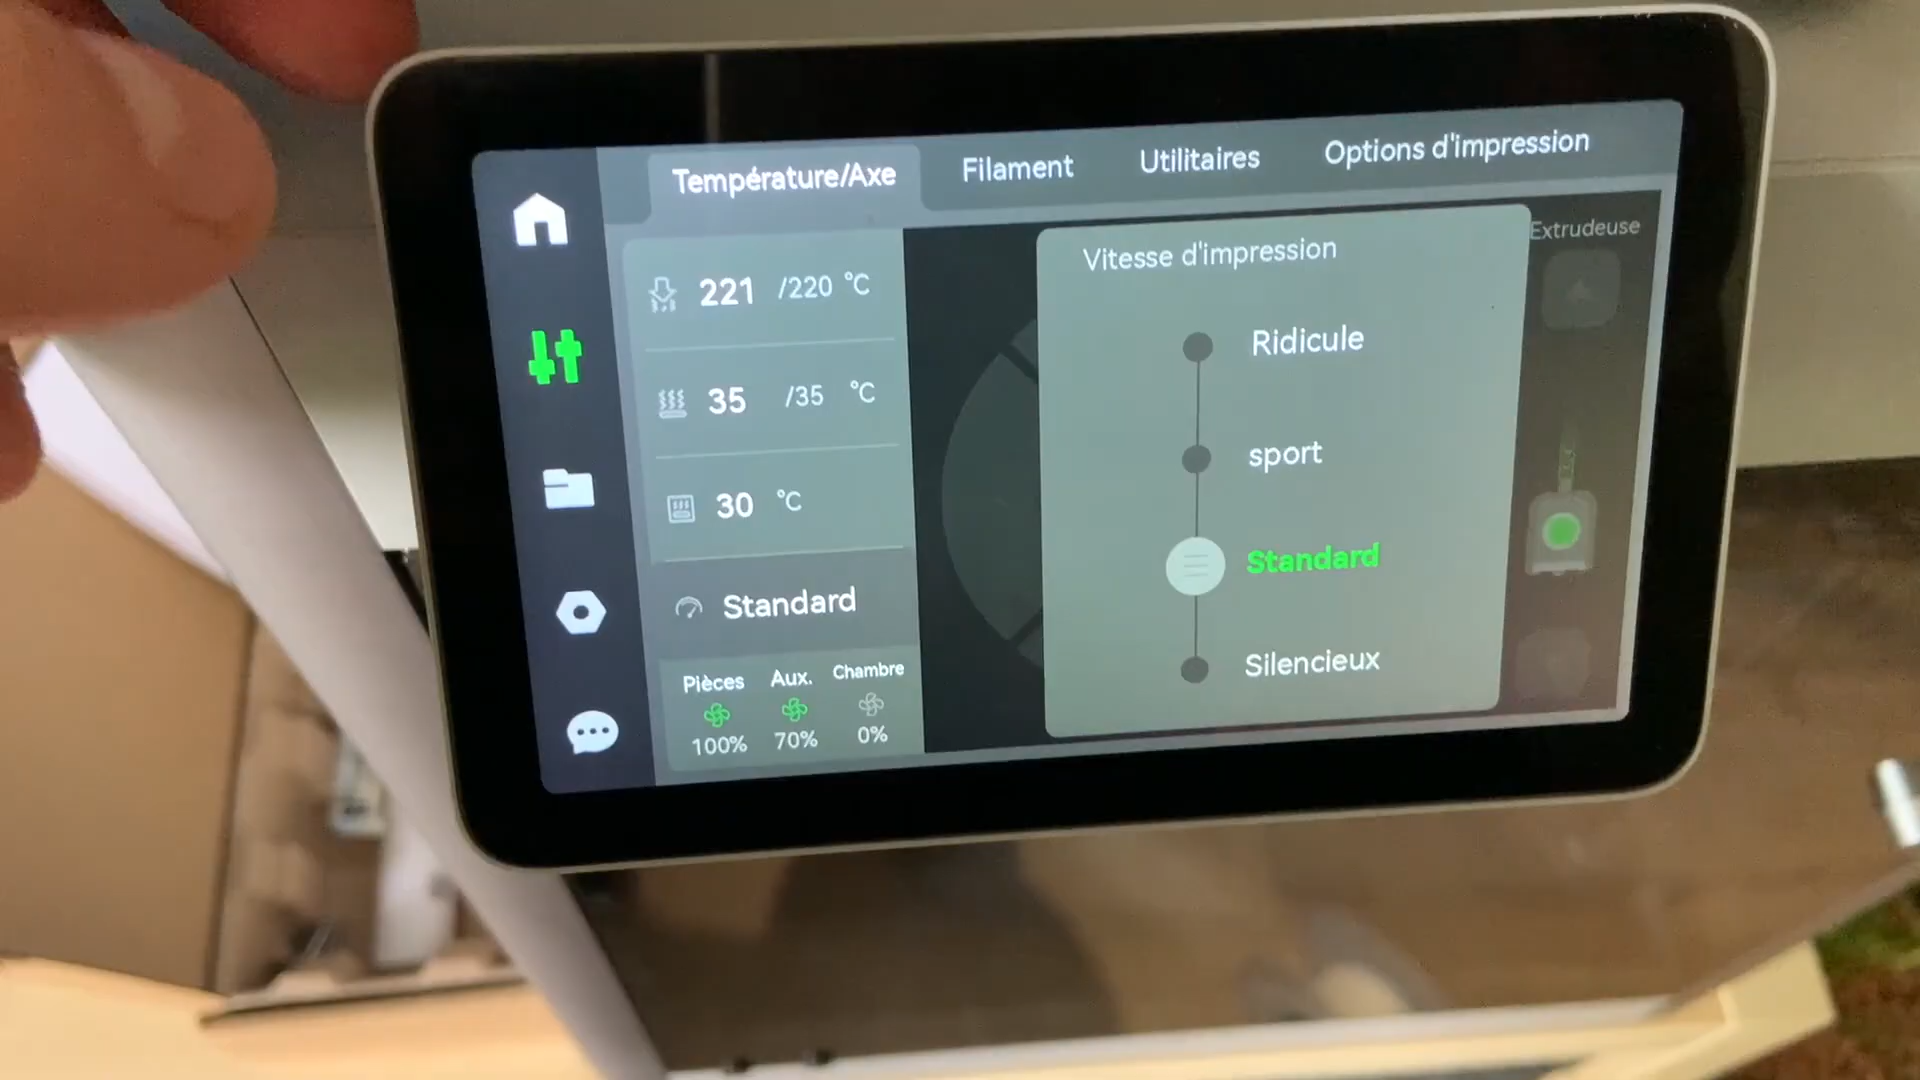 Température/Axe Filament Utilitaires Options d'impression
221 /220 °C
35 /35 °C
30 °C
Standard
Pièces Aux. Chambre
100% 70% 0%
Vitesse d'impression
Ridicule
sport
Standard
Silencieux
Extrudeuse